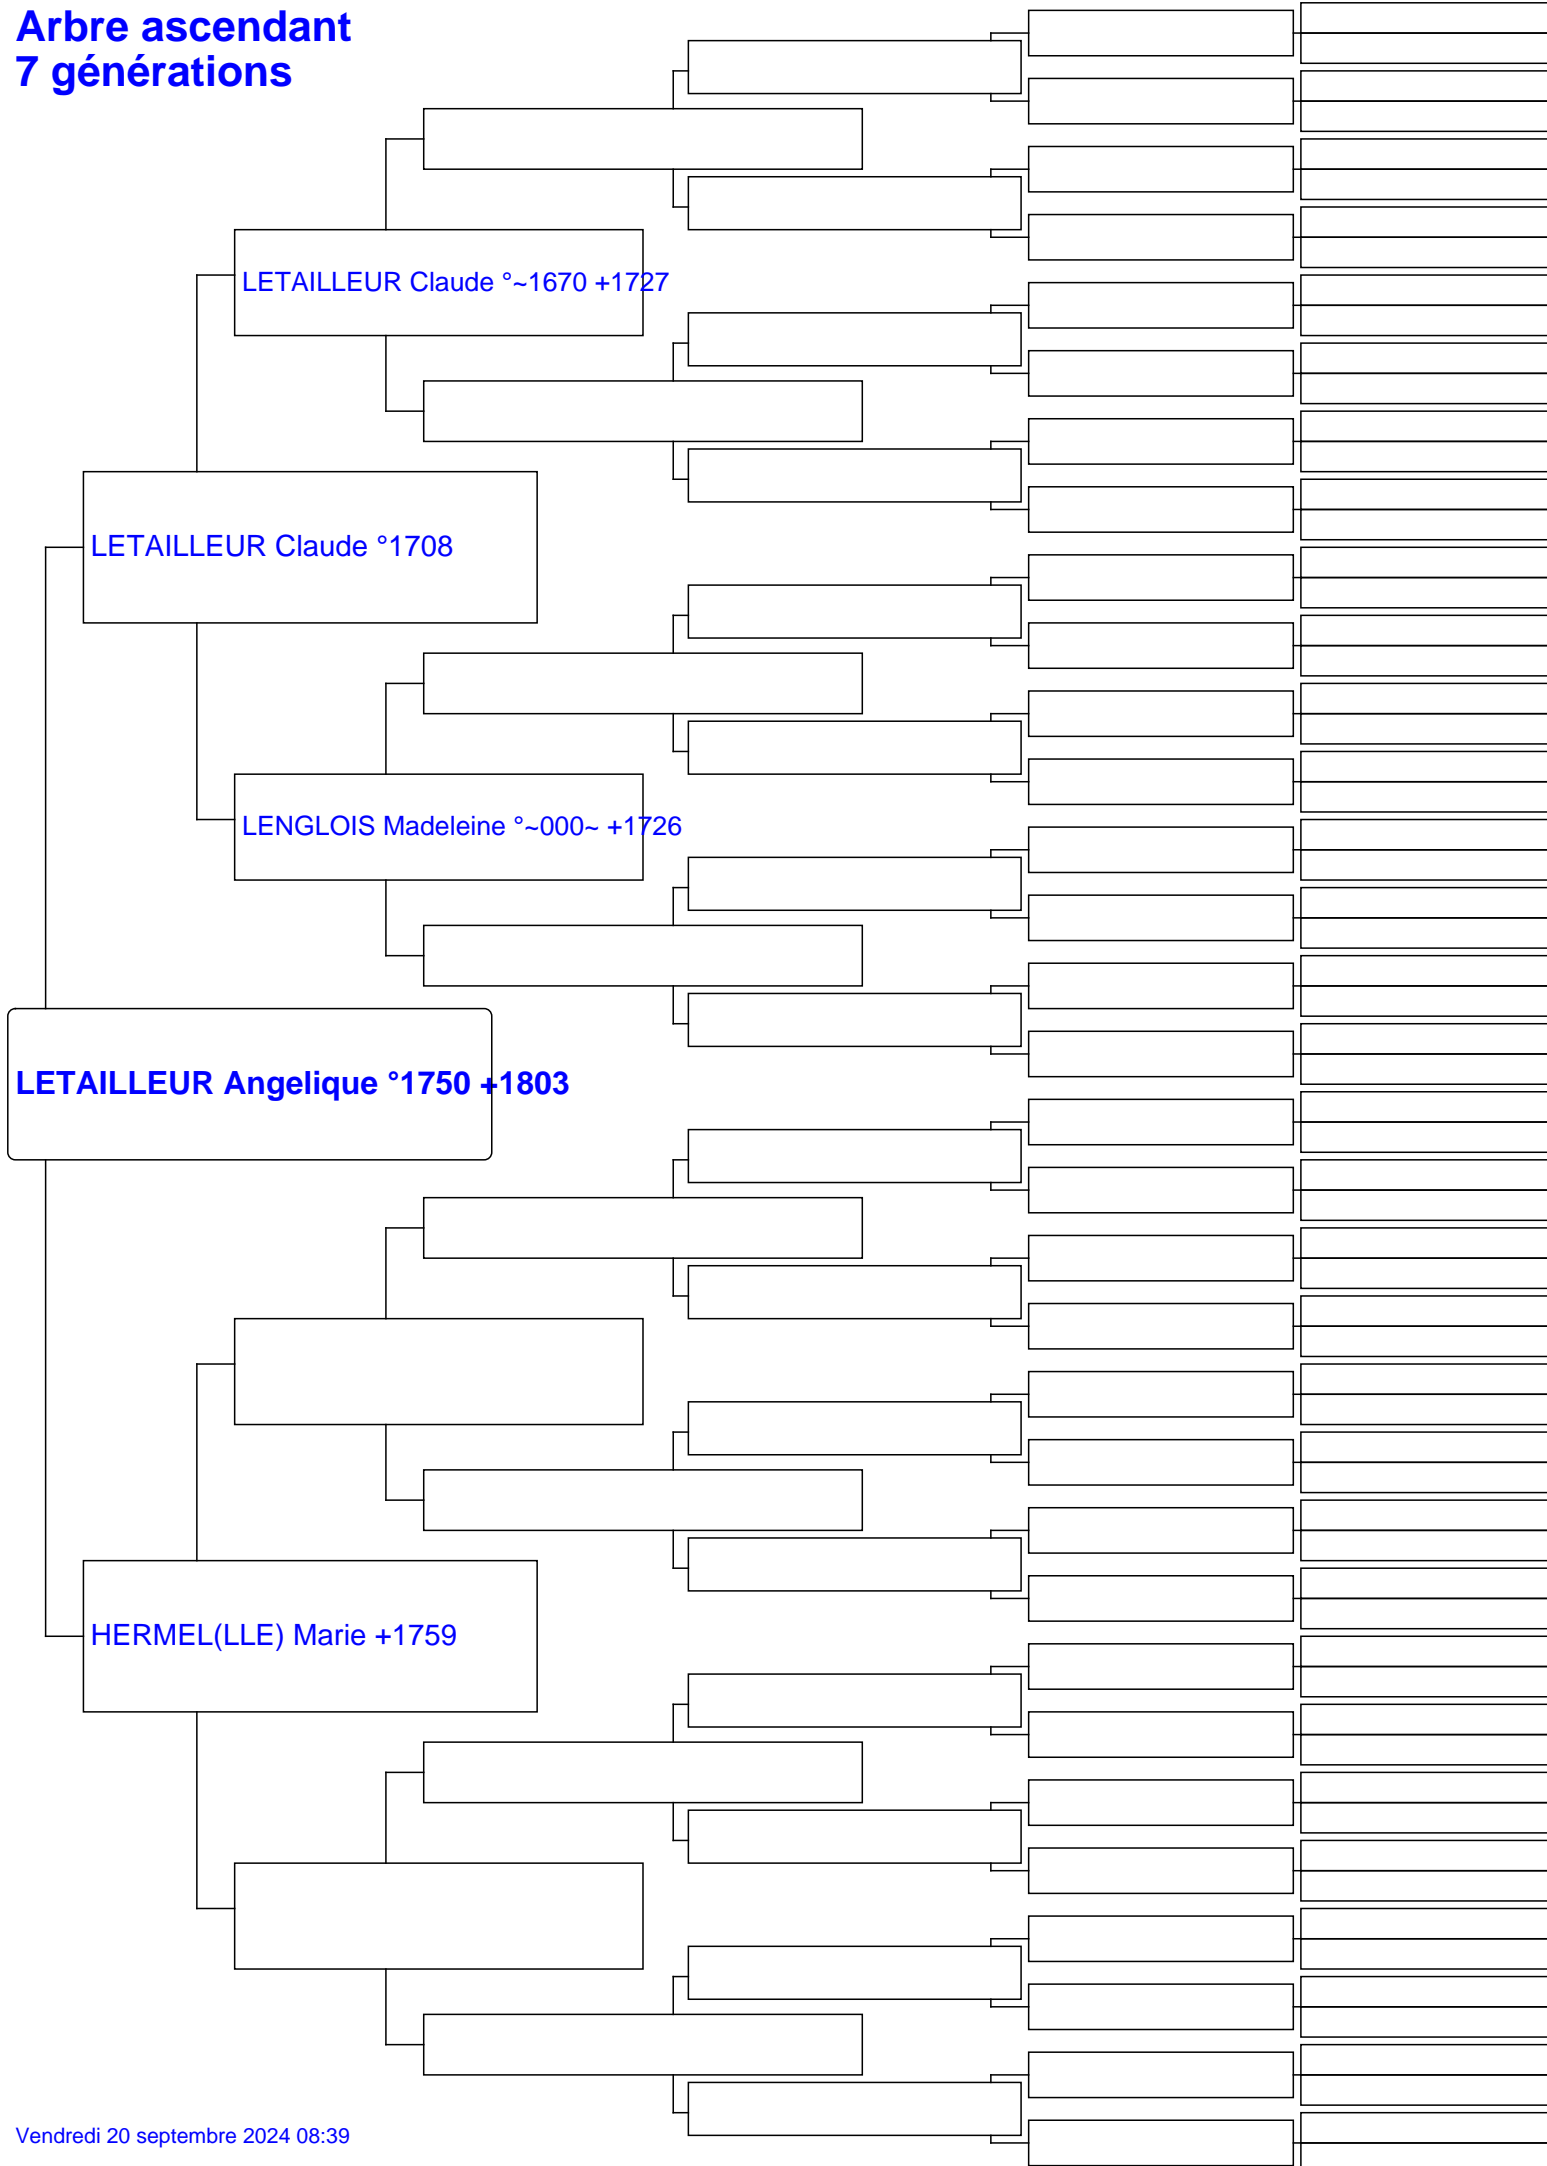 Arbre ascendant
7 générations
LETAILLEUR Claude °~1670 +1727
LETAILLEUR Claude °1708
LENGLOIS Madeleine °~000~ +1726
LETAILLEUR Angelique °1750 +1803
HERMEL(LLE) Marie +1759
Vendredi 20 septembre 2024 08:39